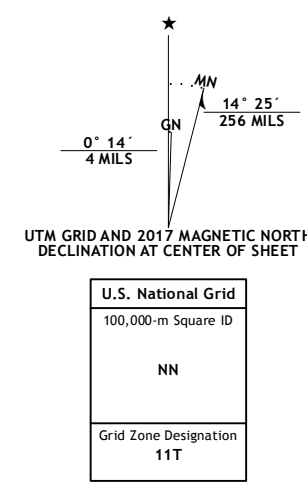 ★
MN
GN
14° 25´
256 MILS
0° 14´
4 MILS
UTM GRID AND 2017 MAGNETIC NORTH
DECLINATION AT CENTER OF SHEET
U.S. National Grid
100,000-m Square ID
NN
Grid Zone Designation
11T